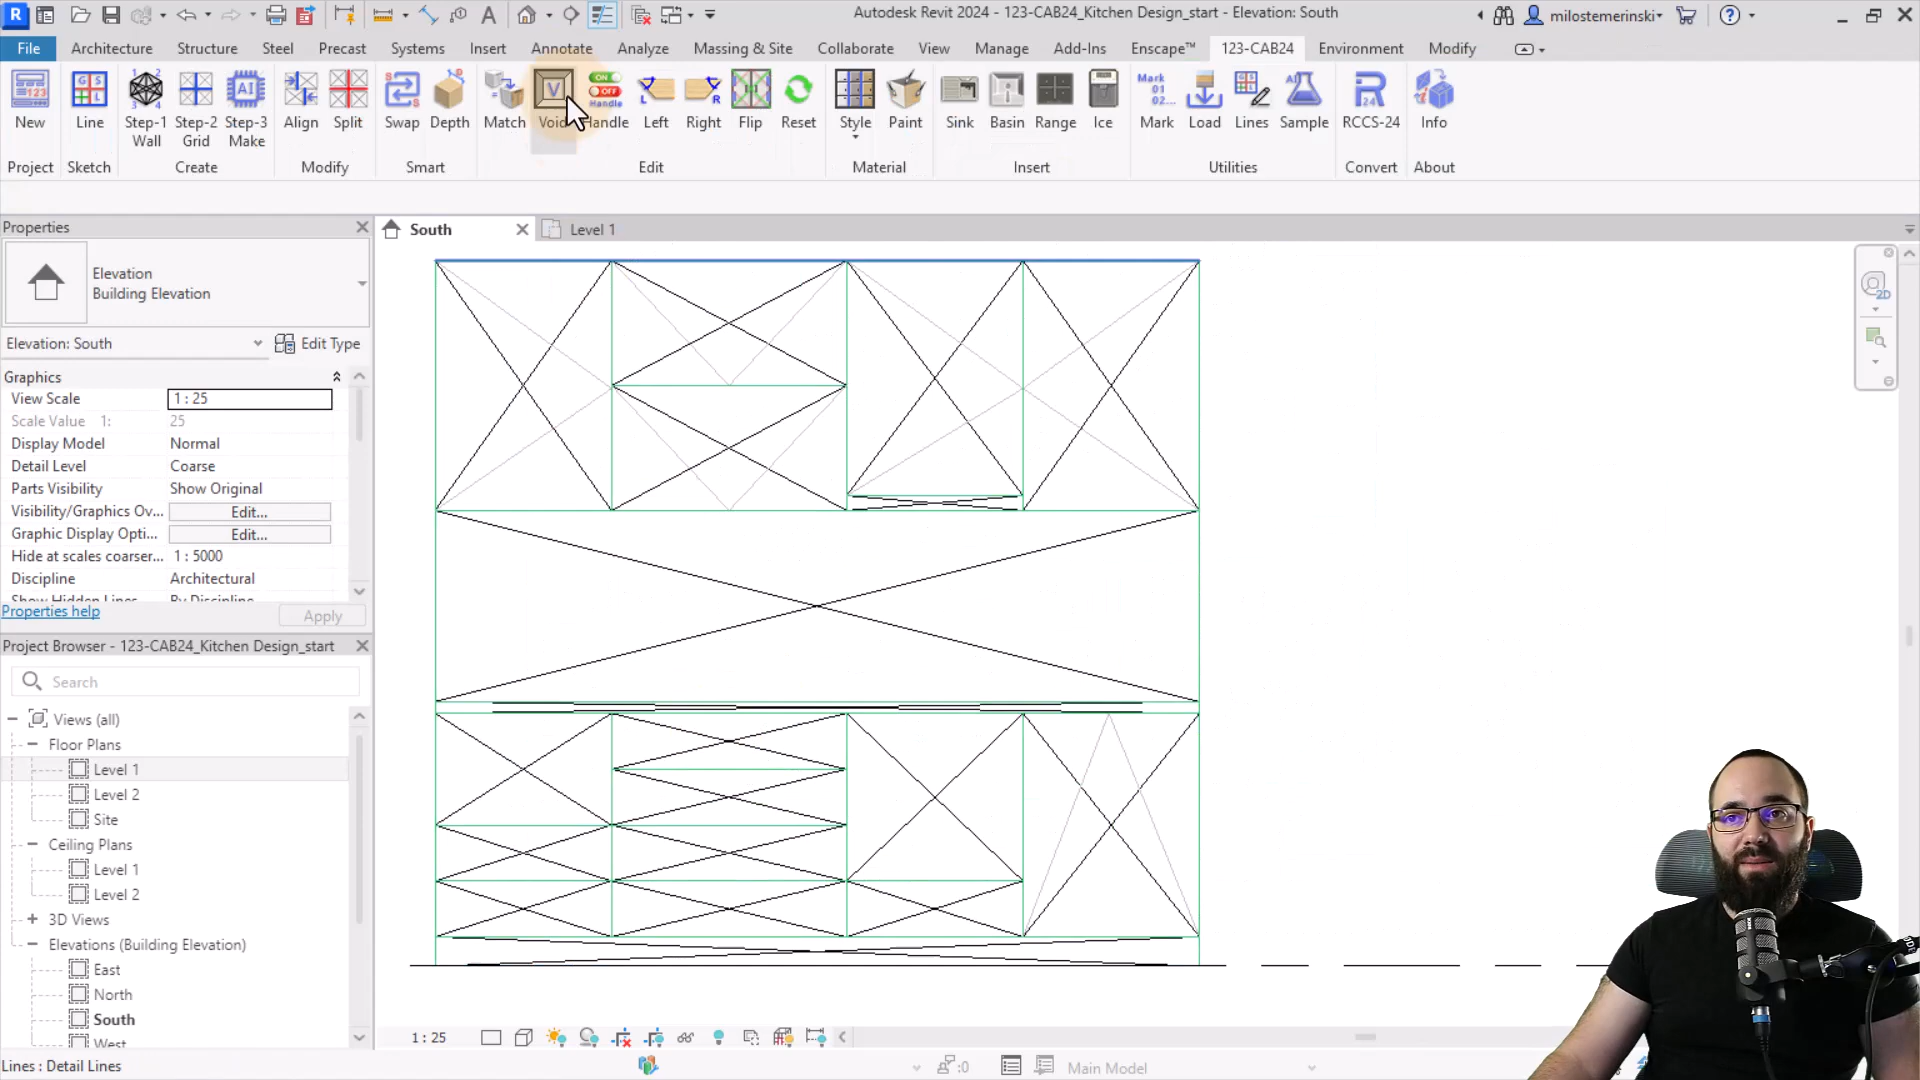 Autodesk Revit 2024 - 123-CAB24_Kitchen Design_start - Elevation: South
milostemerinski
File Architecture Structure Steel Precast Systems Insert Annotate Analyze Massing & Site Collaborate View Manage Add-Ins Enscape™ 123-CAB24 Environment Modify
New Line Step-1 Wall Step-2 Grid Step-3 Make Align Split Swap Depth Match Void Handle Left Right Flip Reset Style Paint Sink Basin Range Ice Mark Load Lines Sample RCCS-24 Info
Project Sketch Create Modify Smart Edit Material Insert Utilities Convert About
Properties
South
Level 1
Elevation
Building Elevation
Elevation: South
Edit Type
Graphics
View Scale 1 : 25
Scale Value 1: 25
Display Model Normal
Detail Level Coarse
Parts Visibility Show Original
Visibility/Graphics Ov... Edit...
Graphic Display Opti... Edit...
Hide at scales coarser... 1 : 5000
Discipline Architectural
Show Hidden Lines By Discipline
Properties help
Apply
Project Browser - 123-CAB24_Kitchen Design_start
Search
Views (all)
Floor Plans
Level 1
Level 2
Site
Ceiling Plans
Level 1
Level 2
3D Views
Elevations (Building Elevation)
East
North
South
West
1 : 25
Lines : Detail Lines
:0
Main Model